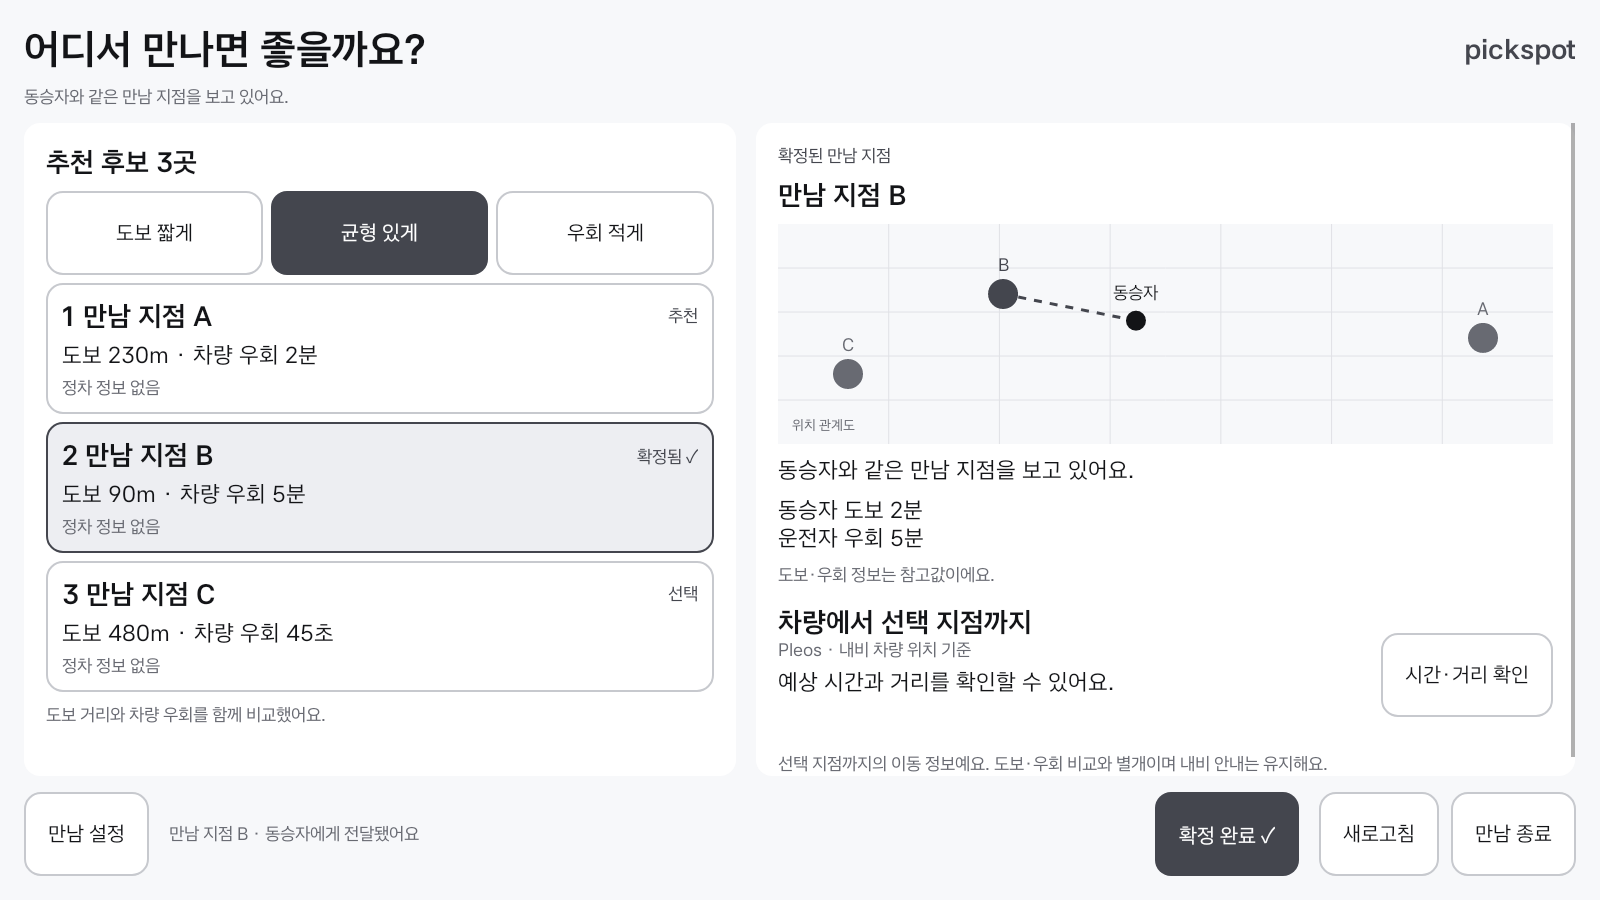 어디서 만나면 좋을까요?
pickspot
동승자와 같은 만남 지점을 보고 있어요.
추천 후보 3곳
도보 짧게
균형 있게
우회 적게
1 만남 지점 A
추천
도보 230m · 차량 우회 2분
정차 정보 없음
2 만남 지점 B
확정됨 ✓
도보 90m · 차량 우회 5분
정차 정보 없음
3 만남 지점 C
선택
도보 480m · 차량 우회 45초
정차 정보 없음
도보 거리와 차량 우회를 함께 비교했어요.
확정된 만남 지점
만남 지점 B
B
동승자
A
C
위치 관계도
동승자와 같은 만남 지점을 보고 있어요.
동승자 도보 2분
운전자 우회 5분
도보·우회 정보는 참고값이에요.
차량에서 선택 지점까지
Pleos · 내비 차량 위치 기준
예상 시간과 거리를 확인할 수 있어요.
시간·거리 확인
선택 지점까지의 이동 정보예요. 도보·우회 비교와 별개이며 내비 안내는 유지해요.
만남 설정
만남 지점 B · 동승자에게 전달됐어요
확정 완료 ✓
새로고침
만남 종료